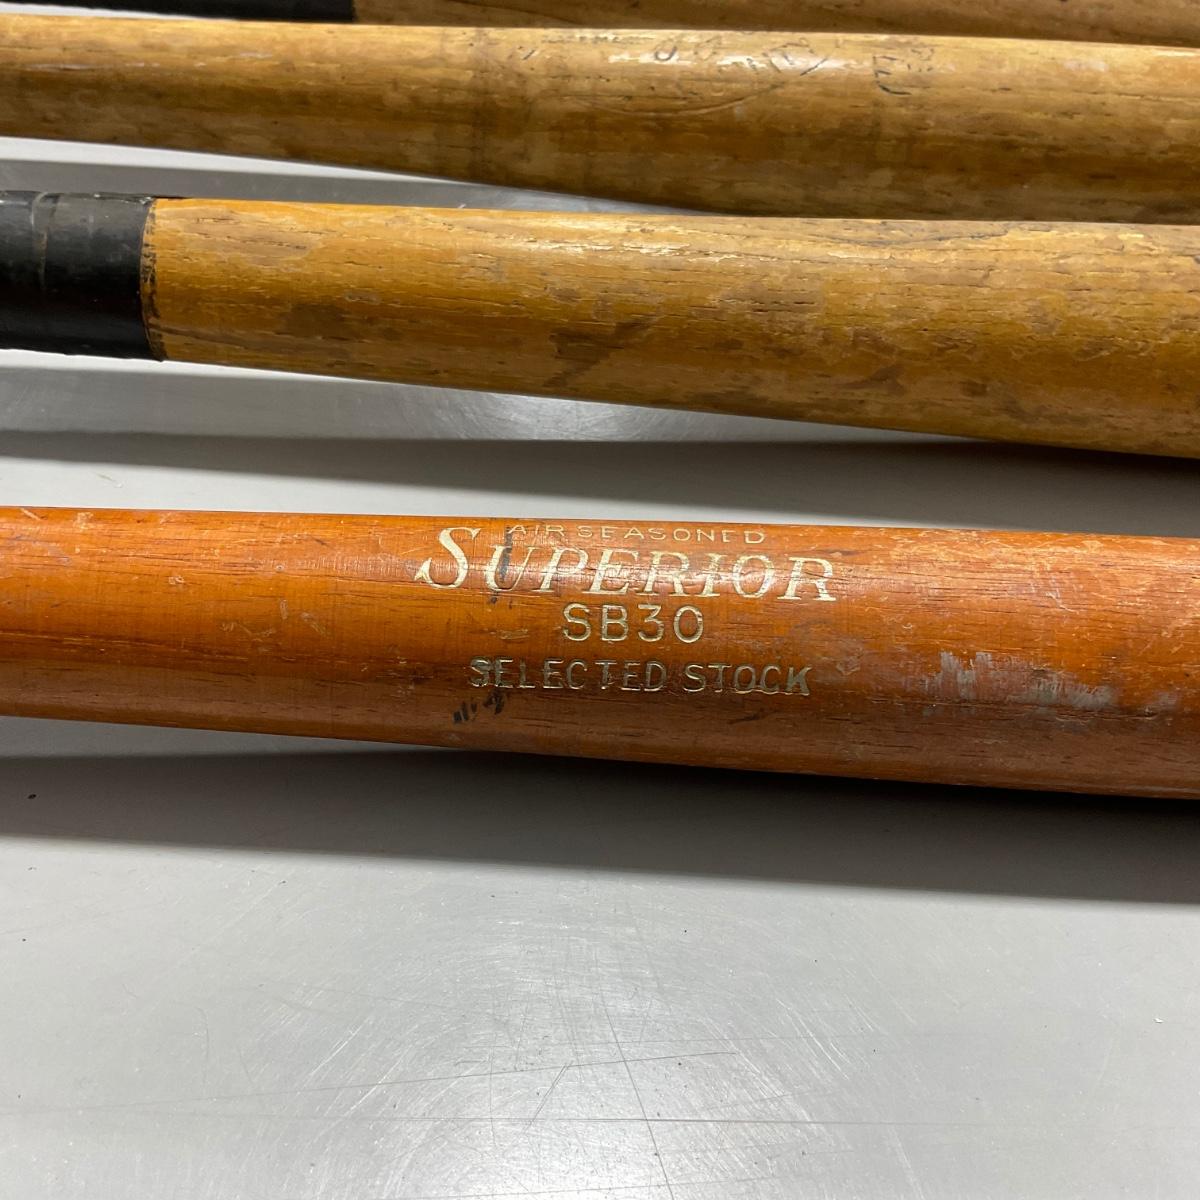 AIR SEASONED
SUPERIOR
SB30
SELECTED STOCK